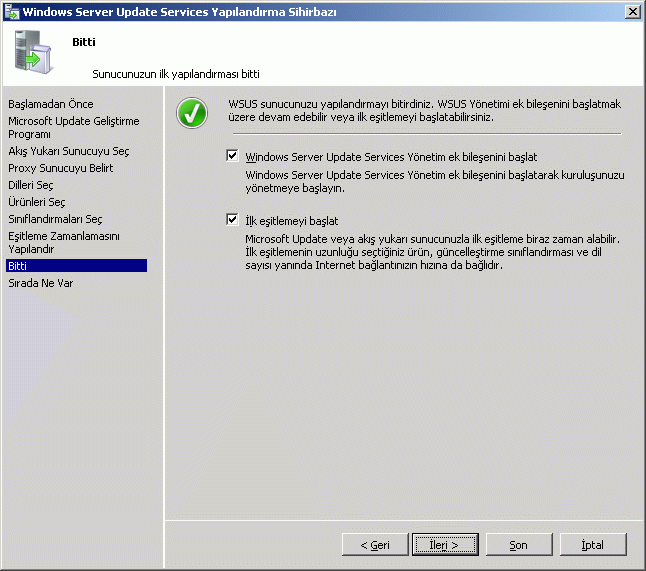 Windows Server Update Services Yapılandırma Sihirbazı
Bitti
Sunucunuzun ilk yapılandırması bitti
Başlamadan Önce
Microsoft Update Geliştirme
Programı
Akış Yukarı Sunucuyu Seç
Proxy Sunucuyu Belirt
Dilleri Seç
Ürünleri Seç
Sınıflandırmaları Seç
Eşitleme Zamanlamasını
Yapılandır
Bitti
Sırada Ne Var
WSUS sunucunuzu yapılandırmayı bitirdiniz. WSUS Yönetimi ek bileşenini başlatmak
üzere devam edebilir veya ilk eşitlemeyi başlatabilirsiniz.
Windows Server Update Services Yönetim ek bileşenini başlat
Windows Server Update Services Yönetim ek bileşenini başlatarak kuruluşunuzu
yönetmeye başlayın.
İlk eşitlemeyi başlat
Microsoft Update veya akış yukarı sunucunuzla ilk eşitleme biraz zaman alabilir.
İlk eşitlemenin uzunluğu seçtiğiniz ürün, güncelleştirme sınıflandırması ve dil
sayısı yanında Internet bağlantınızın hızına da bağlıdır.
< Geri
İleri >
Son
İptal